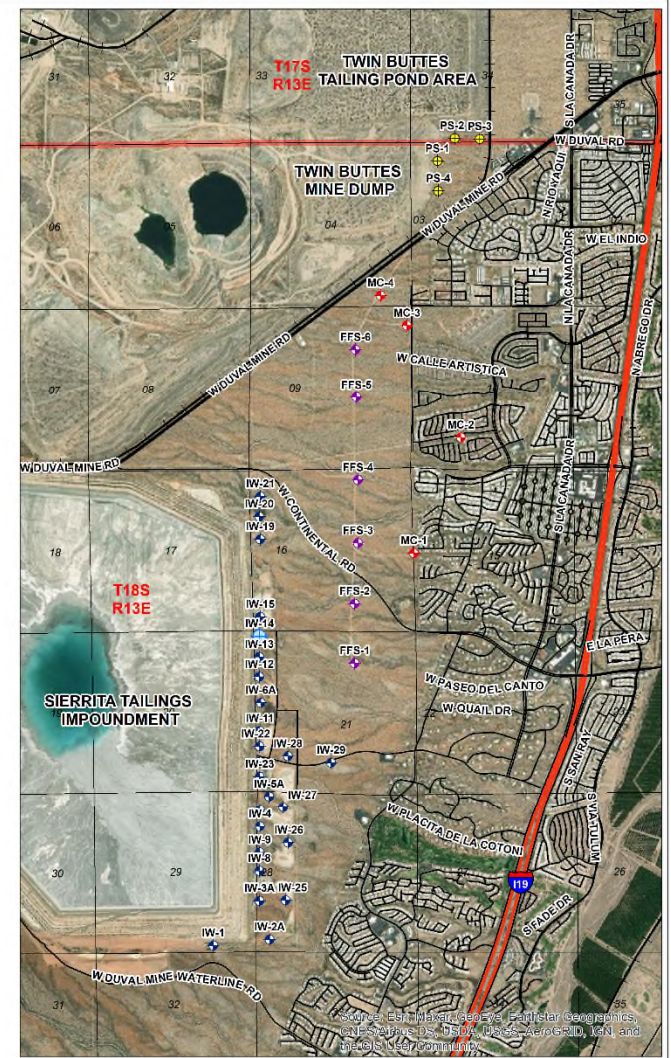 31
32
33
T17S
R13E
TWIN BUTTES
TAILING POND AREA
34
35
S LA CANADA DR
PS-2
PS-3
W DUVAL RD
PS-1
TWIN BUTTES
MINE DUMP
PS-4
N RIO YAQUI
06
05
04
03
W DUVAL MINE RD
W EL INDIO
N LA CANADA DR
N ABREGO DR
MC-4
MC-3
FFS-6
W CALLE ARTISTICA
W DUVAL MINE RD
07
08
09
FFS-5
MC-2
S LA CANADA DR
W DUVAL MINE RD
FFS-4
IW-21
IW-20
W CONTINENTAL RD
IW-19
18
17
16
FFS-3
MC-1
T18S
R13E
IW-15
FFS-2
IW-14
IW-13
E LA PERA
IW-12
FFS-1
IW-6A
W PASEO DEL CANTO
SIERRITA TAILINGS
IMPOUNDMENT
W QUAIL DR
22
23
IW-11
21
IW-22
IW-28
IW-29
S SAN RAY
IW-23
IW-5A
IW-27
S VIA TULUM
IW-4
W PLACITA DE LA COTONI
IW-9
IW-26
IW-8
30
29
28
26
I19
IW-3A
IW-25
S FADE DR
IW-1
IW-2A
W DUVAL MINE WATERLINE RD
31
32
33
35
Source: Esri, Maxar, GeoEye, Earthstar Geographics,
CNES/Airbus DS, USDA, USGS, AeroGRID, IGN, and
the GIS User Community